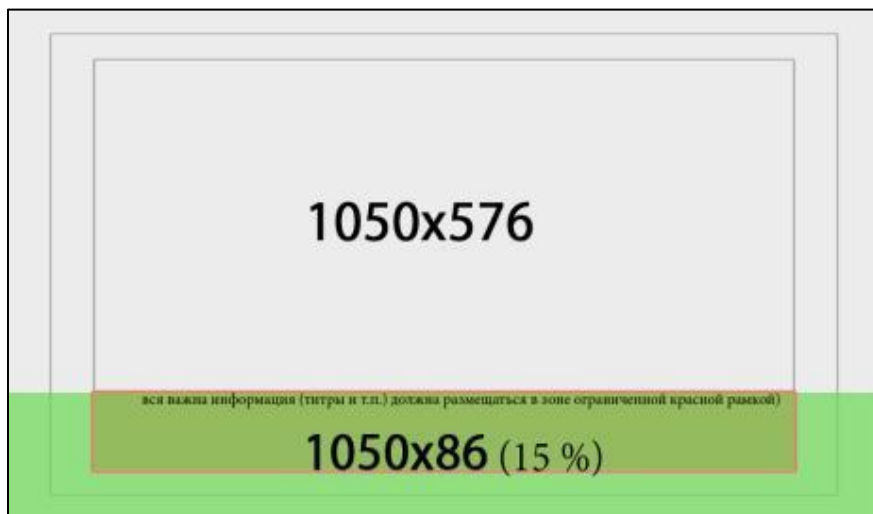 1050x576
вся важна информация (титры и т.п.) должна размещаться в зоне ограниченной красной рамкой)
1050x86 (15 %)